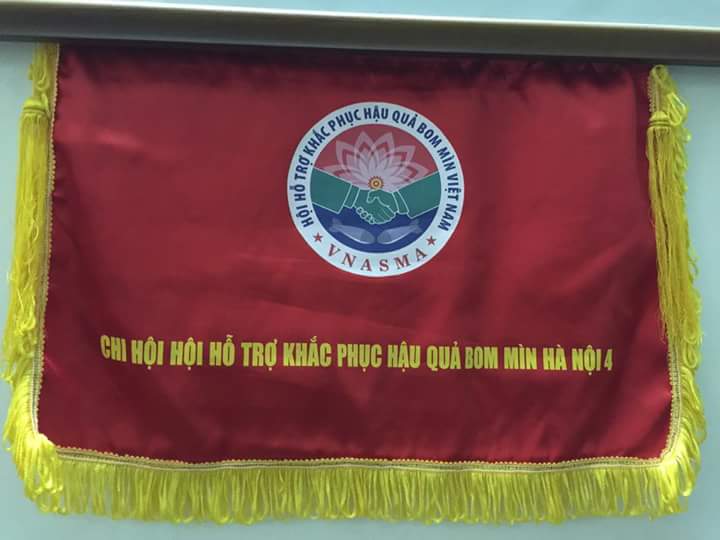 HỘI HỖ TRỢ KHẮC PHỤC HẬU QUẢ BOM MÌN VIỆT NAM
★ VNASMA ★
CHI HỘI HỘI HỖ TRỢ KHẮC PHỤC HẬU QUẢ BOM MÌN HÀ NỘI 4